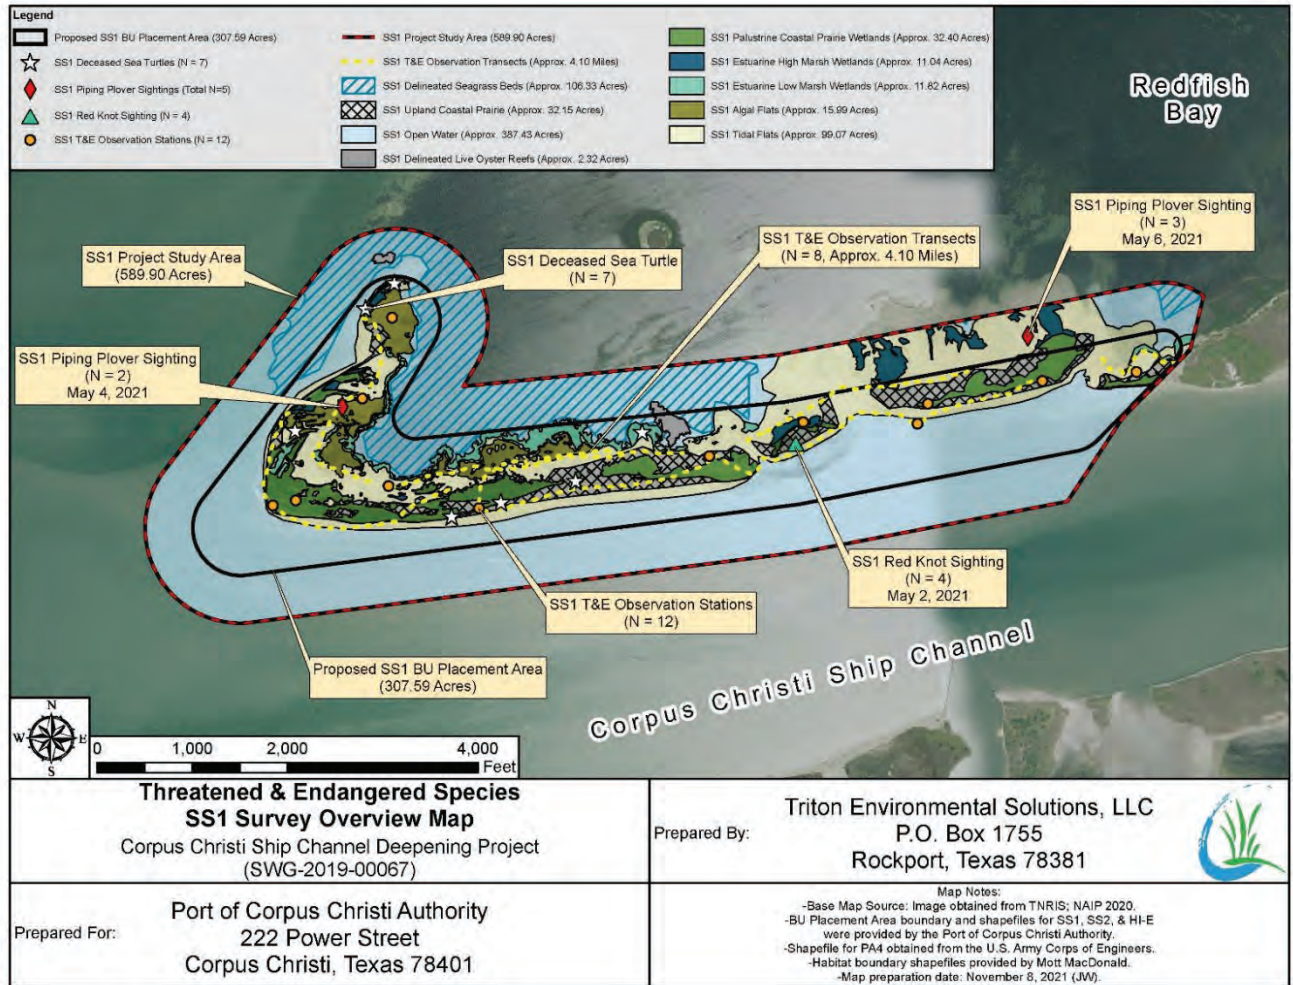 Legend
Proposed SS1 BU Placement Area (307.59 Acres)
SS1 Deceased Sea Turtles (N = 7)
SS1 Piping Plover Sightings (Total N=5)
SS1 Red Knot Sighting (N = 4)
SS1 T&E Observation Stations (N = 12)
SS1 Project Study Area (589.90 Acres)
SS1 T&E Observation Transects (Approx. 4.10 Miles)
SS1 Delineated Seagrass Beds (Approx. 106.33 Acres)
SS1 Upland Coastal Prairie (Approx. 32.15 Acres)
SS1 Open Water (Approx. 387.43 Acres)
SS1 Delineated Live Oyster Reefs (Approx. 2.32 Acres)
SS1 Palustrine Coastal Prairie Wetlands (Approx. 32.40 Acres)
SS1 Estuarine High Marsh Wetlands (Approx. 11.04 Acres)
SS1 Estuarine Low Marsh Wetlands (Approx. 11.82 Acres)
SS1 Algal Flats (Approx. 15.99 Acres)
SS1 Tidal Flats (Approx. 99.07 Acres)
Redfish
Bay
SS1 Piping Plover Sighting
(N = 3)
May 6, 2021
SS1 T&E Observation Transects
(N = 8, Approx. 4.10 Miles)
SS1 Project Study Area
(589.90 Acres)
SS1 Deceased Sea Turtle
(N = 7)
SS1 Piping Plover Sighting
(N = 2)
May 4, 2021
SS1 Red Knot Sighting
(N = 4)
May 2, 2021
SS1 T&E Observation Stations
(N = 12)
Proposed SS1 BU Placement Area
(307.59 Acres)
Corpus Christi Ship Channel
N
W E
S
0 1,000 2,000 4,000
Feet
Threatened & Endangered Species
SS1 Survey Overview Map
Corpus Christi Ship Channel Deepening Project
(SWG-2019-00067)
Prepared By:
Triton Environmental Solutions, LLC
P.O. Box 1755
Rockport, Texas 78381
Prepared For:
Port of Corpus Christi Authority
222 Power Street
Corpus Christi, Texas 78401
Map Notes:
-Base Map Source: Image obtained from TNRIS; NAIP 2020.
-BU Placement Area boundary and shapefiles for SS1, SS2, & HI-E
were provided by the Port of Corpus Christi Authority.
-Shapefile for PA4 obtained from the U.S. Army Corps of Engineers.
-Habitat boundary shapefiles provided by Mott MacDonald.
-Map preparation date: November 8, 2021 (JW).